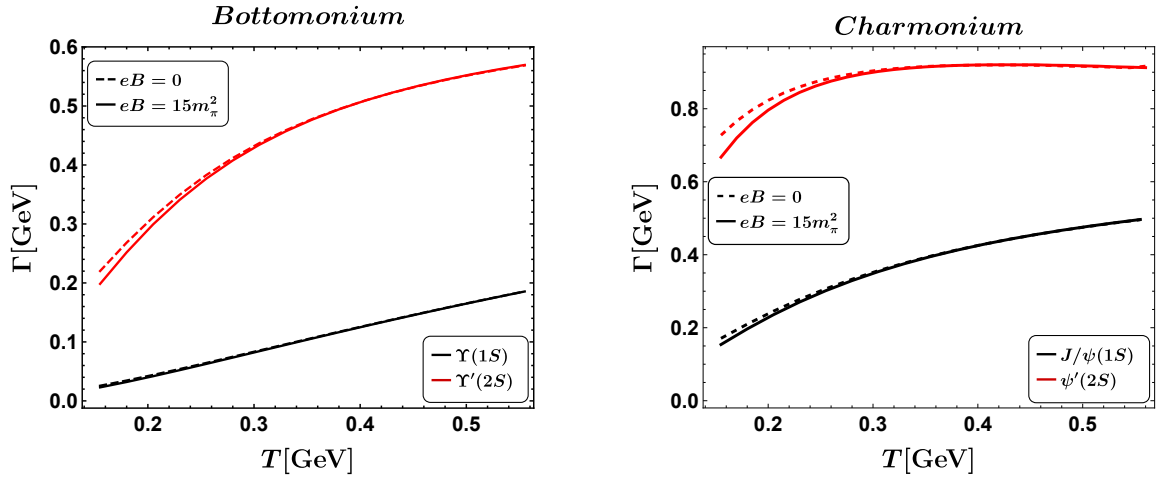 Bottomonium
0.6
0.5
0.4
0.3
0.2
0.1
0.0
Γ[GeV]
eB = 0
eB = 15m_π^2
Υ(1S)
Υ′(2S)
0.2 0.3 0.4 0.5
T[GeV]
Charmonium
0.8
0.6
0.4
0.2
0.0
Γ[GeV]
eB = 0
eB = 15m_π^2
J/ψ(1S)
ψ′(2S)
0.2 0.3 0.4 0.5
T[GeV]